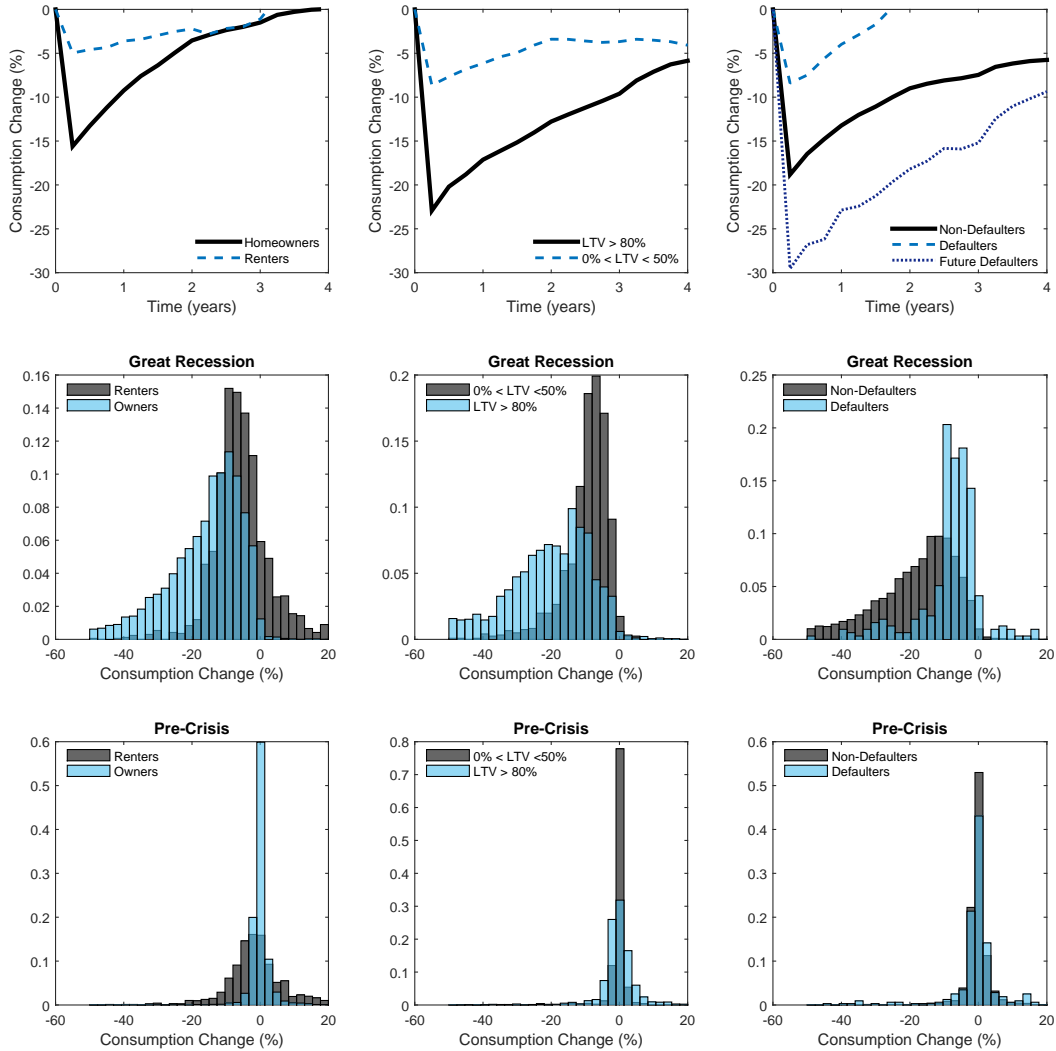 0
-5
-10
-15
-20
-25
-30
Consumption Change (%)
Homeowners
Renters
0 1 2 3 4
Time (years)
0
-5
-10
-15
-20
-25
-30
Consumption Change (%)
LTV > 80%
0% < LTV < 50%
0 1 2 3 4
Time (years)
0
-5
-10
-15
-20
-25
-30
Consumption Change (%)
Non-Defaulters
Defaulters
Future Defaulters
0 1 2 3 4
Time (years)
Great Recession
0.16
0.14
0.12
0.1
0.08
0.06
0.04
0.02
0
Renters
Owners
-60 -40 -20 0 20
Consumption Change (%)
Great Recession
0.2
0.15
0.1
0.05
0
0% < LTV <50%
LTV > 80%
-60 -40 -20 0 20
Consumption Change (%)
Great Recession
0.25
0.2
0.15
0.1
0.05
0
Non-Defaulters
Defaulters
-60 -40 -20 0 20
Consumption Change (%)
Pre-Crisis
0.6
0.5
0.4
0.3
0.2
0.1
0
Renters
Owners
-60 -40 -20 0 20
Consumption Change (%)
Pre-Crisis
0.8
0.7
0.6
0.5
0.4
0.3
0.2
0.1
0
0% < LTV <50%
LTV > 80%
-60 -40 -20 0 20
Consumption Change (%)
Pre-Crisis
0.6
0.5
0.4
0.3
0.2
0.1
0
Non-Defaulters
Defaulters
-60 -40 -20 0 20
Consumption Change (%)